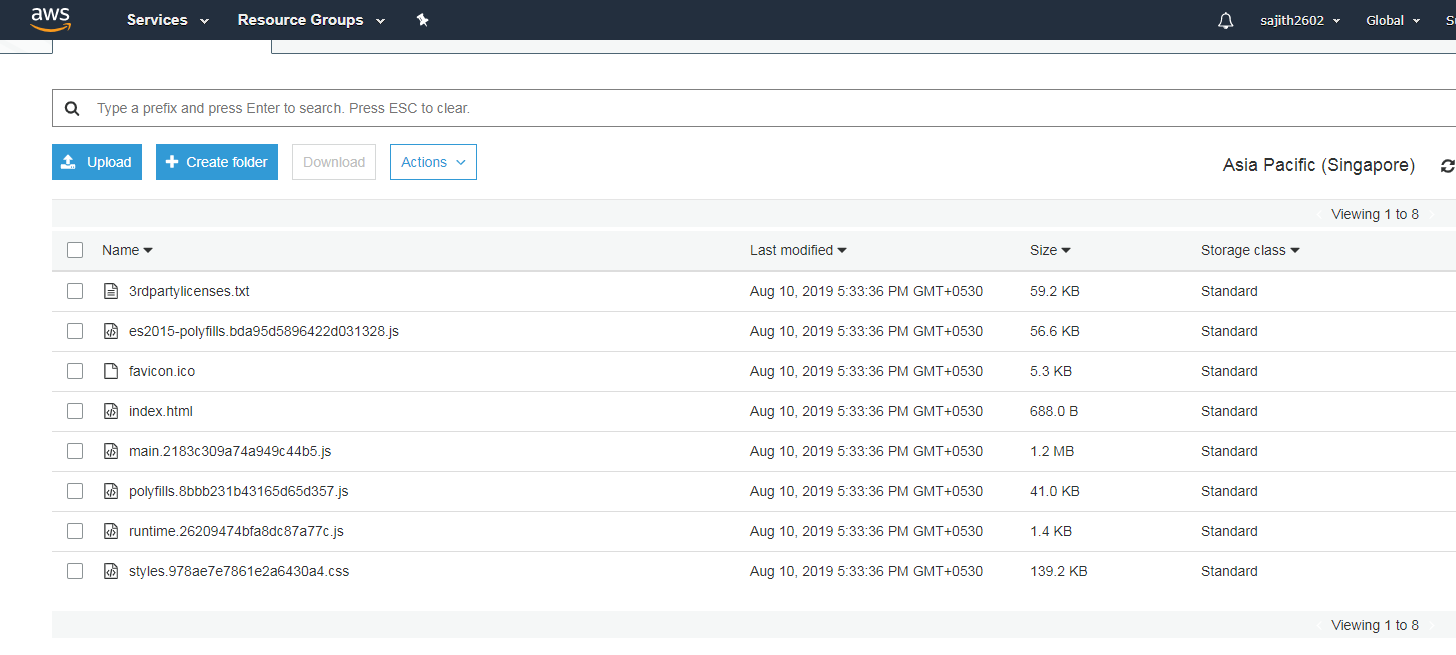 aws Services Resource Groups sajith2602 Global
Type a prefix and press Enter to search. Press ESC to clear.
Upload Create folder Download Actions Asia Pacific (Singapore)
Viewing 1 to 8
Name Last modified Size Storage class
3rdpartylicenses.txt Aug 10, 2019 5:33:36 PM GMT+0530 59.2 KB Standard
es2015-polyfills.bda95d5896422d031328.js Aug 10, 2019 5:33:36 PM GMT+0530 56.6 KB Standard
favicon.ico Aug 10, 2019 5:33:36 PM GMT+0530 5.3 KB Standard
index.html Aug 10, 2019 5:33:36 PM GMT+0530 688.0 B Standard
main.2183c309a74a949c44b5.js Aug 10, 2019 5:33:36 PM GMT+0530 1.2 MB Standard
polyfills.8bbb231b43165d65d357.js Aug 10, 2019 5:33:36 PM GMT+0530 41.0 KB Standard
runtime.26209474bfa8dc87a77c.js Aug 10, 2019 5:33:36 PM GMT+0530 1.4 KB Standard
styles.978ae7e7861e2a6430a4.css Aug 10, 2019 5:33:36 PM GMT+0530 139.2 KB Standard
Viewing 1 to 8